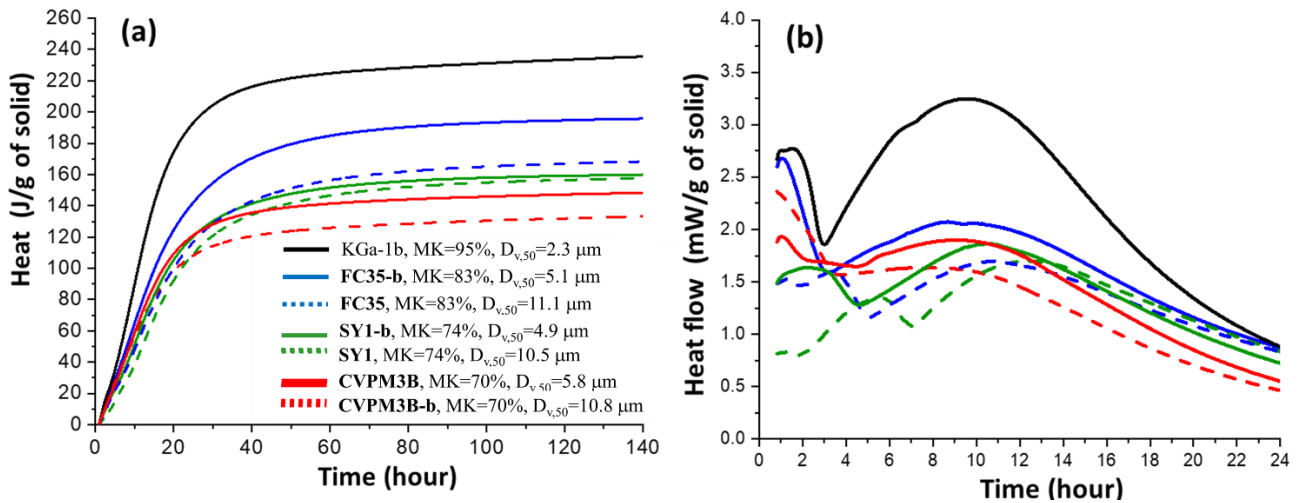 (a)
Heat (J/g of solid)
260
240
220
200
180
160
140
120
100
80
60
40
20
0
KGa-1b, MK=95%, Dv,50=2.3 μm
FC35-b, MK=83%, Dv,50=5.1 μm
FC35, MK=83%, Dv,50=11.1 μm
SY1-b, MK=74%, Dv,50=4.9 μm
SY1, MK=74%, Dv,50=10.5 μm
CVPM3B, MK=70%, Dv,50=5.8 μm
CVPM3B-b, MK=70%, Dv,50=10.8 μm
0 20 40 60 80 100 120 140
Time (hour)
(b)
Heat flow (mW/g of solid)
4.0
3.5
3.0
2.5
2.0
1.5
1.0
0.5
0.0
0 2 4 6 8 10 12 14 16 18 20 22 24
Time (hour)